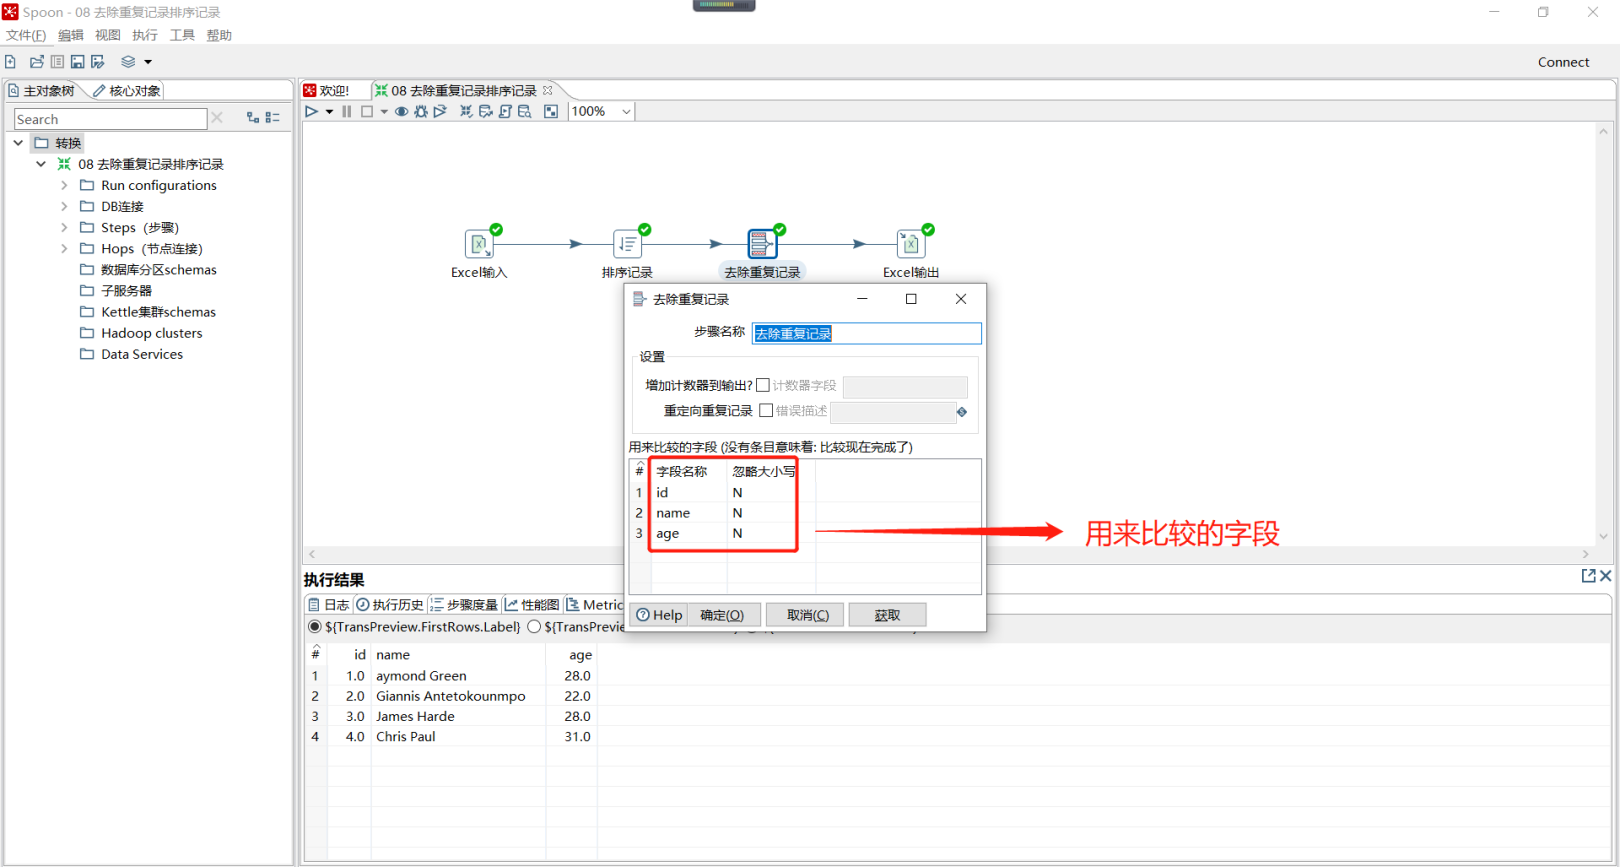 Spoon - 08 去除重复记录排序记录
文件(F) 编辑 视图 执行 工具 帮助
Connect
主对象树 核心对象
欢迎! 08 去除重复记录排序记录
100%
Search
转换
08 去除重复记录排序记录
Run configurations
DB连接
Steps（步骤）
Hops（节点连接）
数据库分区schemas
子服务器
Kettle集群schemas
Hadoop clusters
Data Services
Excel输入 排序记录 去除重复记录 Excel输出
去除重复记录
步骤名称 去除重复记录
设置
增加计数器到输出? 计数器字段
重定向重复记录 错误描述
用来比较的字段 (没有条目意味着: 比较现在完成了)
# 字段名称 忽略大小写
1 id N
2 name N
3 age N
用来比较的字段
Help 确定(O) 取消(C) 获取
执行结果
日志 执行历史 步骤度量 性能图 Metric
${TransPreview.FirstRows.Label} ${TransPrevie
# id name age
1 1.0 aymond Green 28.0
2 2.0 Giannis Antetokounmpo 22.0
3 3.0 James Harde 28.0
4 4.0 Chris Paul 31.0